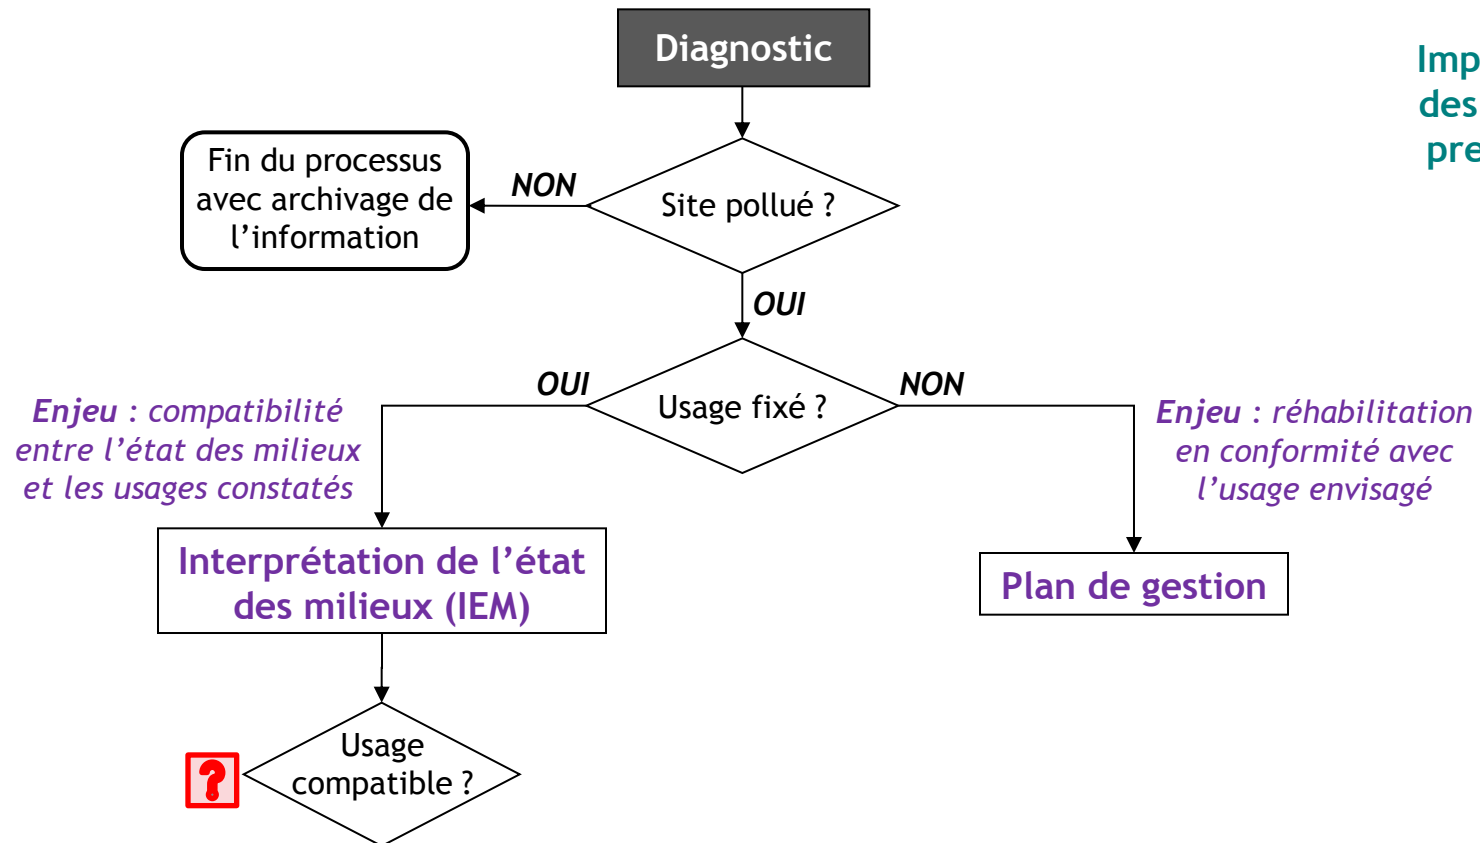 Diagnostic
Imp
des
pre
Fin du processus
avec archivage de
l’information
NON
Site pollué ?
OUI
OUI
Usage fixé ?
NON
Enjeu : compatibilité
entre l’état des milieux
et les usages constatés
Enjeu : réhabilitation
en conformité avec
l’usage envisagé
Interprétation de l’état
des milieux (IEM)
Plan de gestion
?
Usage
compatible ?